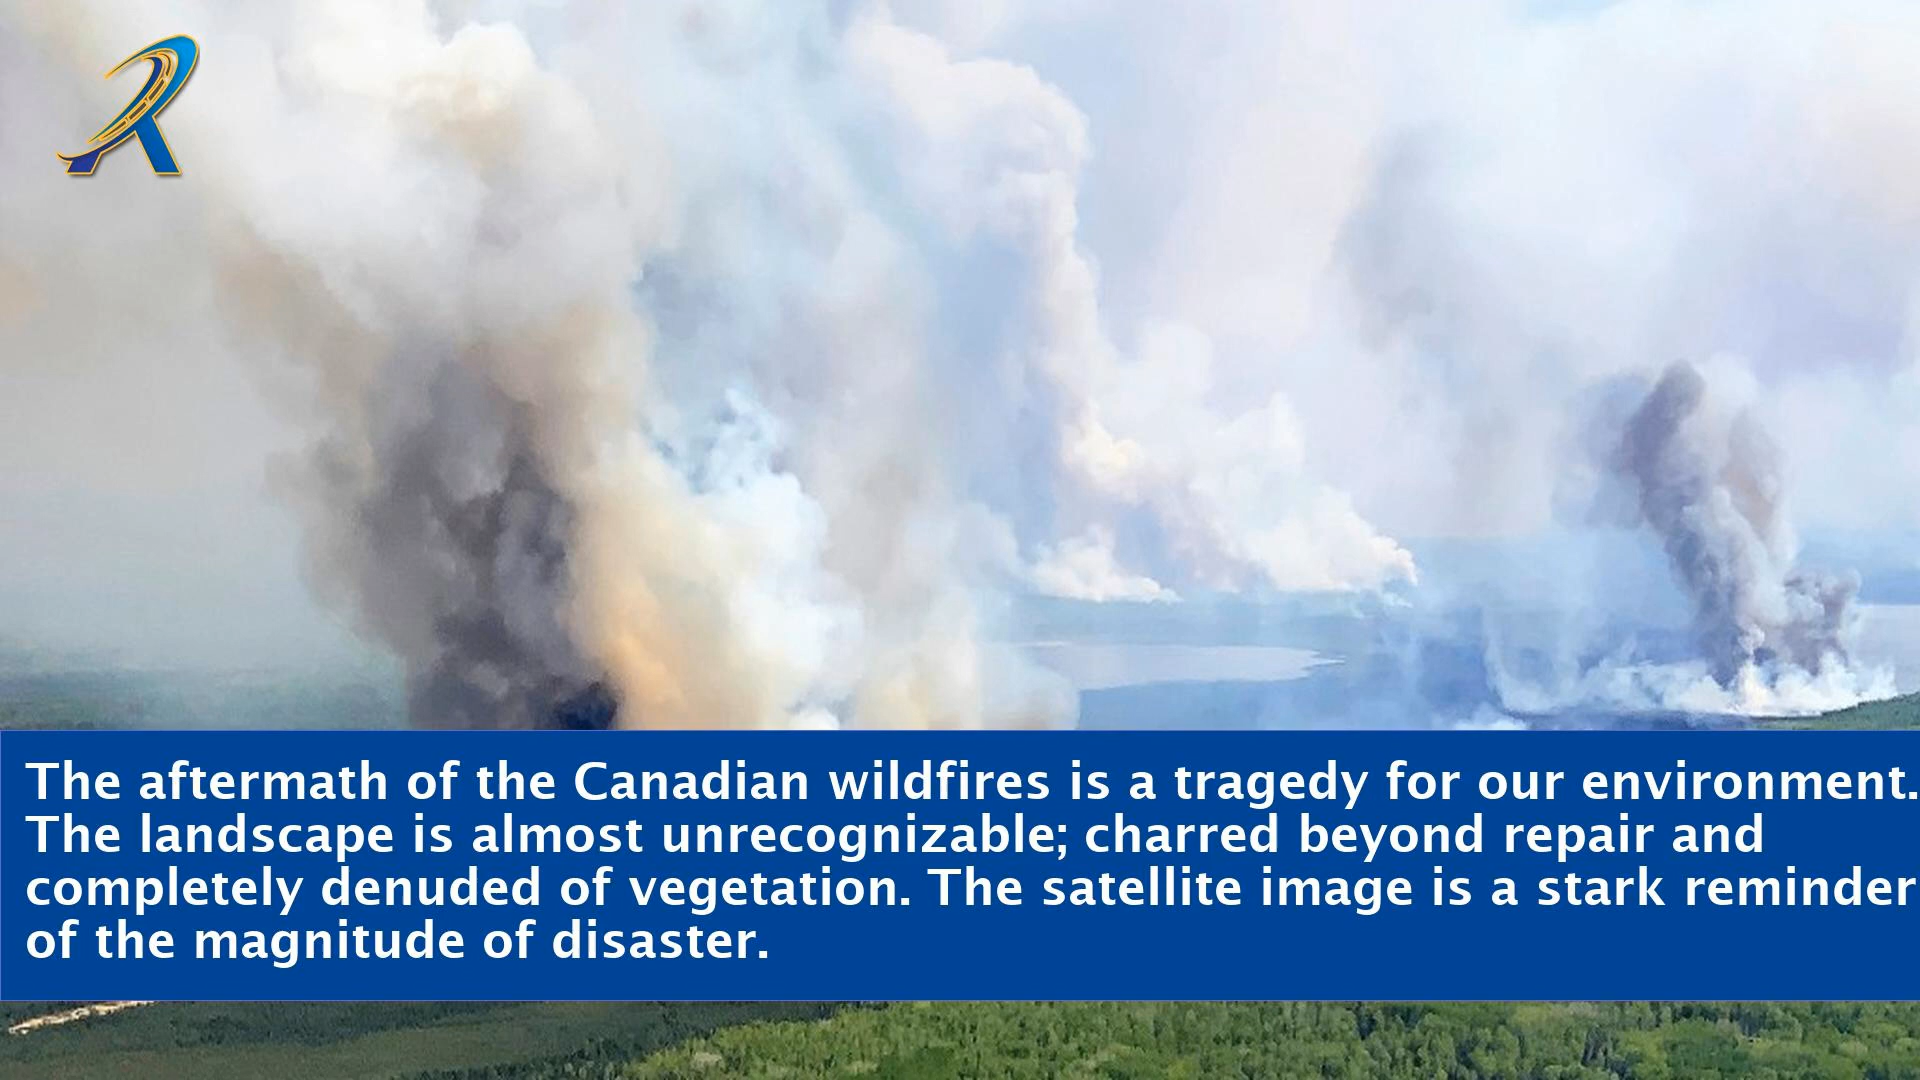 The aftermath of the Canadian wildfires is a tragedy for our environment.
The landscape is almost unrecognizable; charred beyond repair and
completely denuded of vegetation. The satellite image is a stark reminder
of the magnitude of disaster.